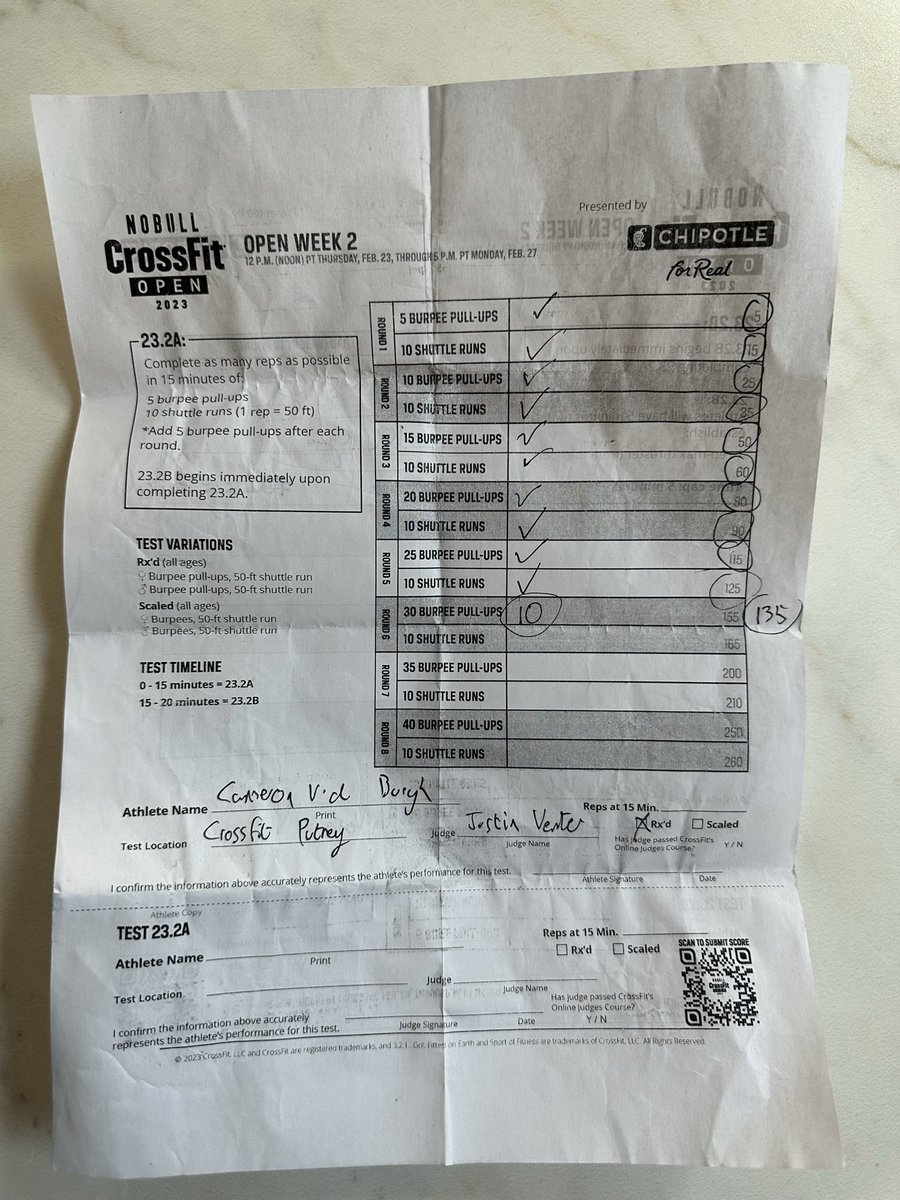 Presented by
NOBULL
CrossFit
OPEN
2023
OPEN WEEK 2
12 P.M. (NOON) PT THURSDAY, FEB. 23, THROUGH 5 P.M. PT MONDAY, FEB. 27
CHIPOTLE
for Real
23.2A:
Complete as many reps as possible
in 15 minutes of:
5 burpee pull-ups
10 shuttle runs (1 rep = 50 ft)
*Add 5 burpee pull-ups after each
round.
23.2B begins immediately upon
completing 23.2A.
TEST VARIATIONS
Rx'd (all ages)
♀ Burpee pull-ups, 50-ft shuttle run
♂ Burpee pull-ups, 50-ft shuttle run
Scaled (all ages)
♀ Burpees, 50-ft shuttle run
♂ Burpees, 50-ft shuttle run
TEST TIMELINE
0 - 15 minutes = 23.2A
15 - 20 minutes = 23.2B
ROUND 1
5 BURPEE PULL-UPS ✓ 5
10 SHUTTLE RUNS ✓ 15
ROUND 2
10 BURPEE PULL-UPS ✓ 25
10 SHUTTLE RUNS ✓ 35
ROUND 3
15 BURPEE PULL-UPS ✓ 50
10 SHUTTLE RUNS ✓ 60
ROUND 4
20 BURPEE PULL-UPS ✓ 80
10 SHUTTLE RUNS ✓ 90
ROUND 5
25 BURPEE PULL-UPS ✓ 115
10 SHUTTLE RUNS ✓ 125
ROUND 6
30 BURPEE PULL-UPS 10 155 135
10 SHUTTLE RUNS 165
ROUND 7
35 BURPEE PULL-UPS 200
10 SHUTTLE RUNS 210
ROUND 8
40 BURPEE PULL-UPS 250
10 SHUTTLE RUNS 260
Athlete Name Cameron Burgh Reps at 15 Min.
Print
Test Location Crossfit Putney Judge Justin Venter Rx'd Scaled
Judge Name
Has judge passed CrossFit's
Online Judges Course? Y / N
I confirm the information above accurately represents the athlete's performance for this test.
Athlete Signature Date
Athlete Copy
TEST 23.2A
Reps at 15 Min.
Athlete Name
Print
Rx'd Scaled
SCAN TO SUBMIT SCORE
Test Location Judge
Judge Name
Has judge passed CrossFit's
Online Judges Course?
Y / N
I confirm the information above accurately
represents the athlete's performance for this test.
Judge Signature Date
© 2023 CrossFit, LLC and CrossFit are registered trademarks, and 3,2,1...Go!, Fittest on Earth and Sport of Fitness are trademarks of CrossFit, LLC. All Rights Reserved.